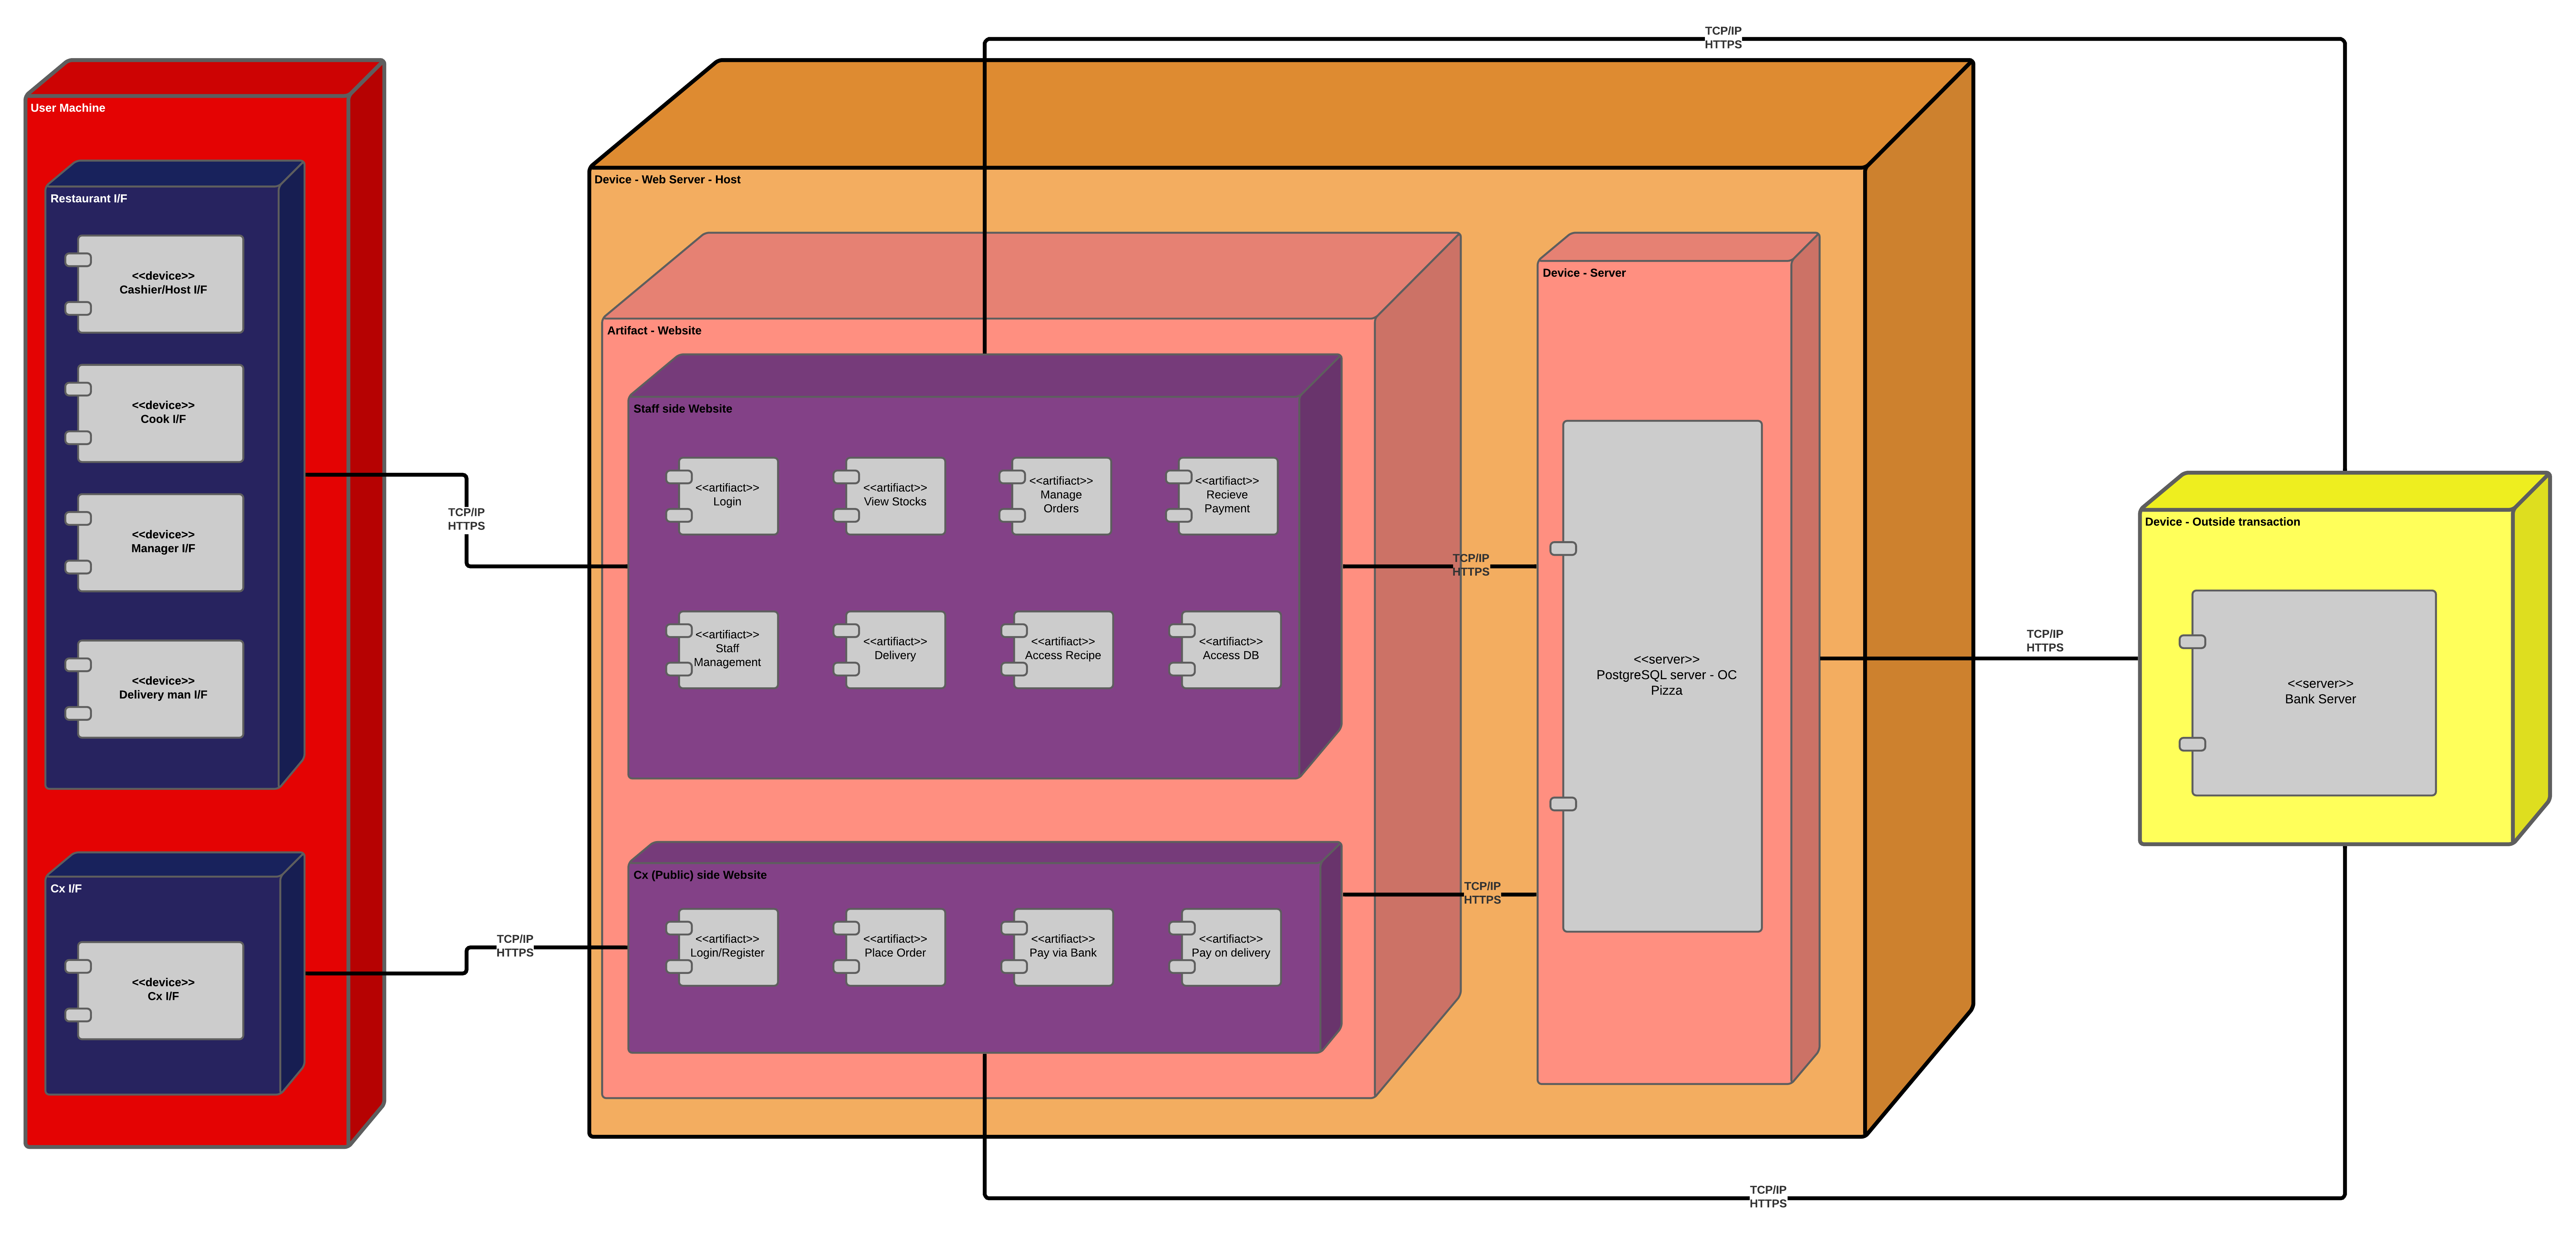 TCP/IP
HTTPS
User Machine
Restaurant I/F
<<device>>
Cashier/Host I/F
<<device>>
Cook I/F
<<device>>
Manager I/F
<<device>>
Delivery man I/F
Cx I/F
<<device>>
Cx I/F
TCP/IP
HTTPS
TCP/IP
HTTPS
Device - Web Server - Host
Artifact - Website
Staff side Website
<<artifiact>>
Login
<<artifiact>>
View Stocks
<<artifiact>>
Manage
Orders
<<artifiact>>
Recieve
Payment
<<artifiact>>
Staff
Management
<<artifiact>>
Delivery
<<artifiact>>
Access Recipe
<<artifiact>>
Access DB
Cx (Public) side Website
<<artifiact>>
Login/Register
<<artifiact>>
Place Order
<<artifiact>>
Pay via Bank
<<artifiact>>
Pay on delivery
TCP/IP
HTTPS
TCP/IP
HTTPS
Device - Server
<<server>>
PostgreSQL server - OC
Pizza
TCP/IP
HTTPS
Device - Outside transaction
<<server>>
Bank Server
TCP/IP
HTTPS